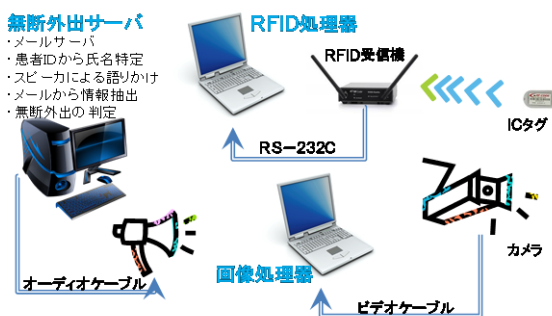 無断外出サーバ
・メールサーバ
・患者IDから氏名特定
・スピーカによる語りかけ
・メールから情報抽出
・無断外出の判定
RFID処理器
RFID受信機
ICタグ
RS-232C
カメラ
オーディオケーブル
画像処理器
ビデオケーブル